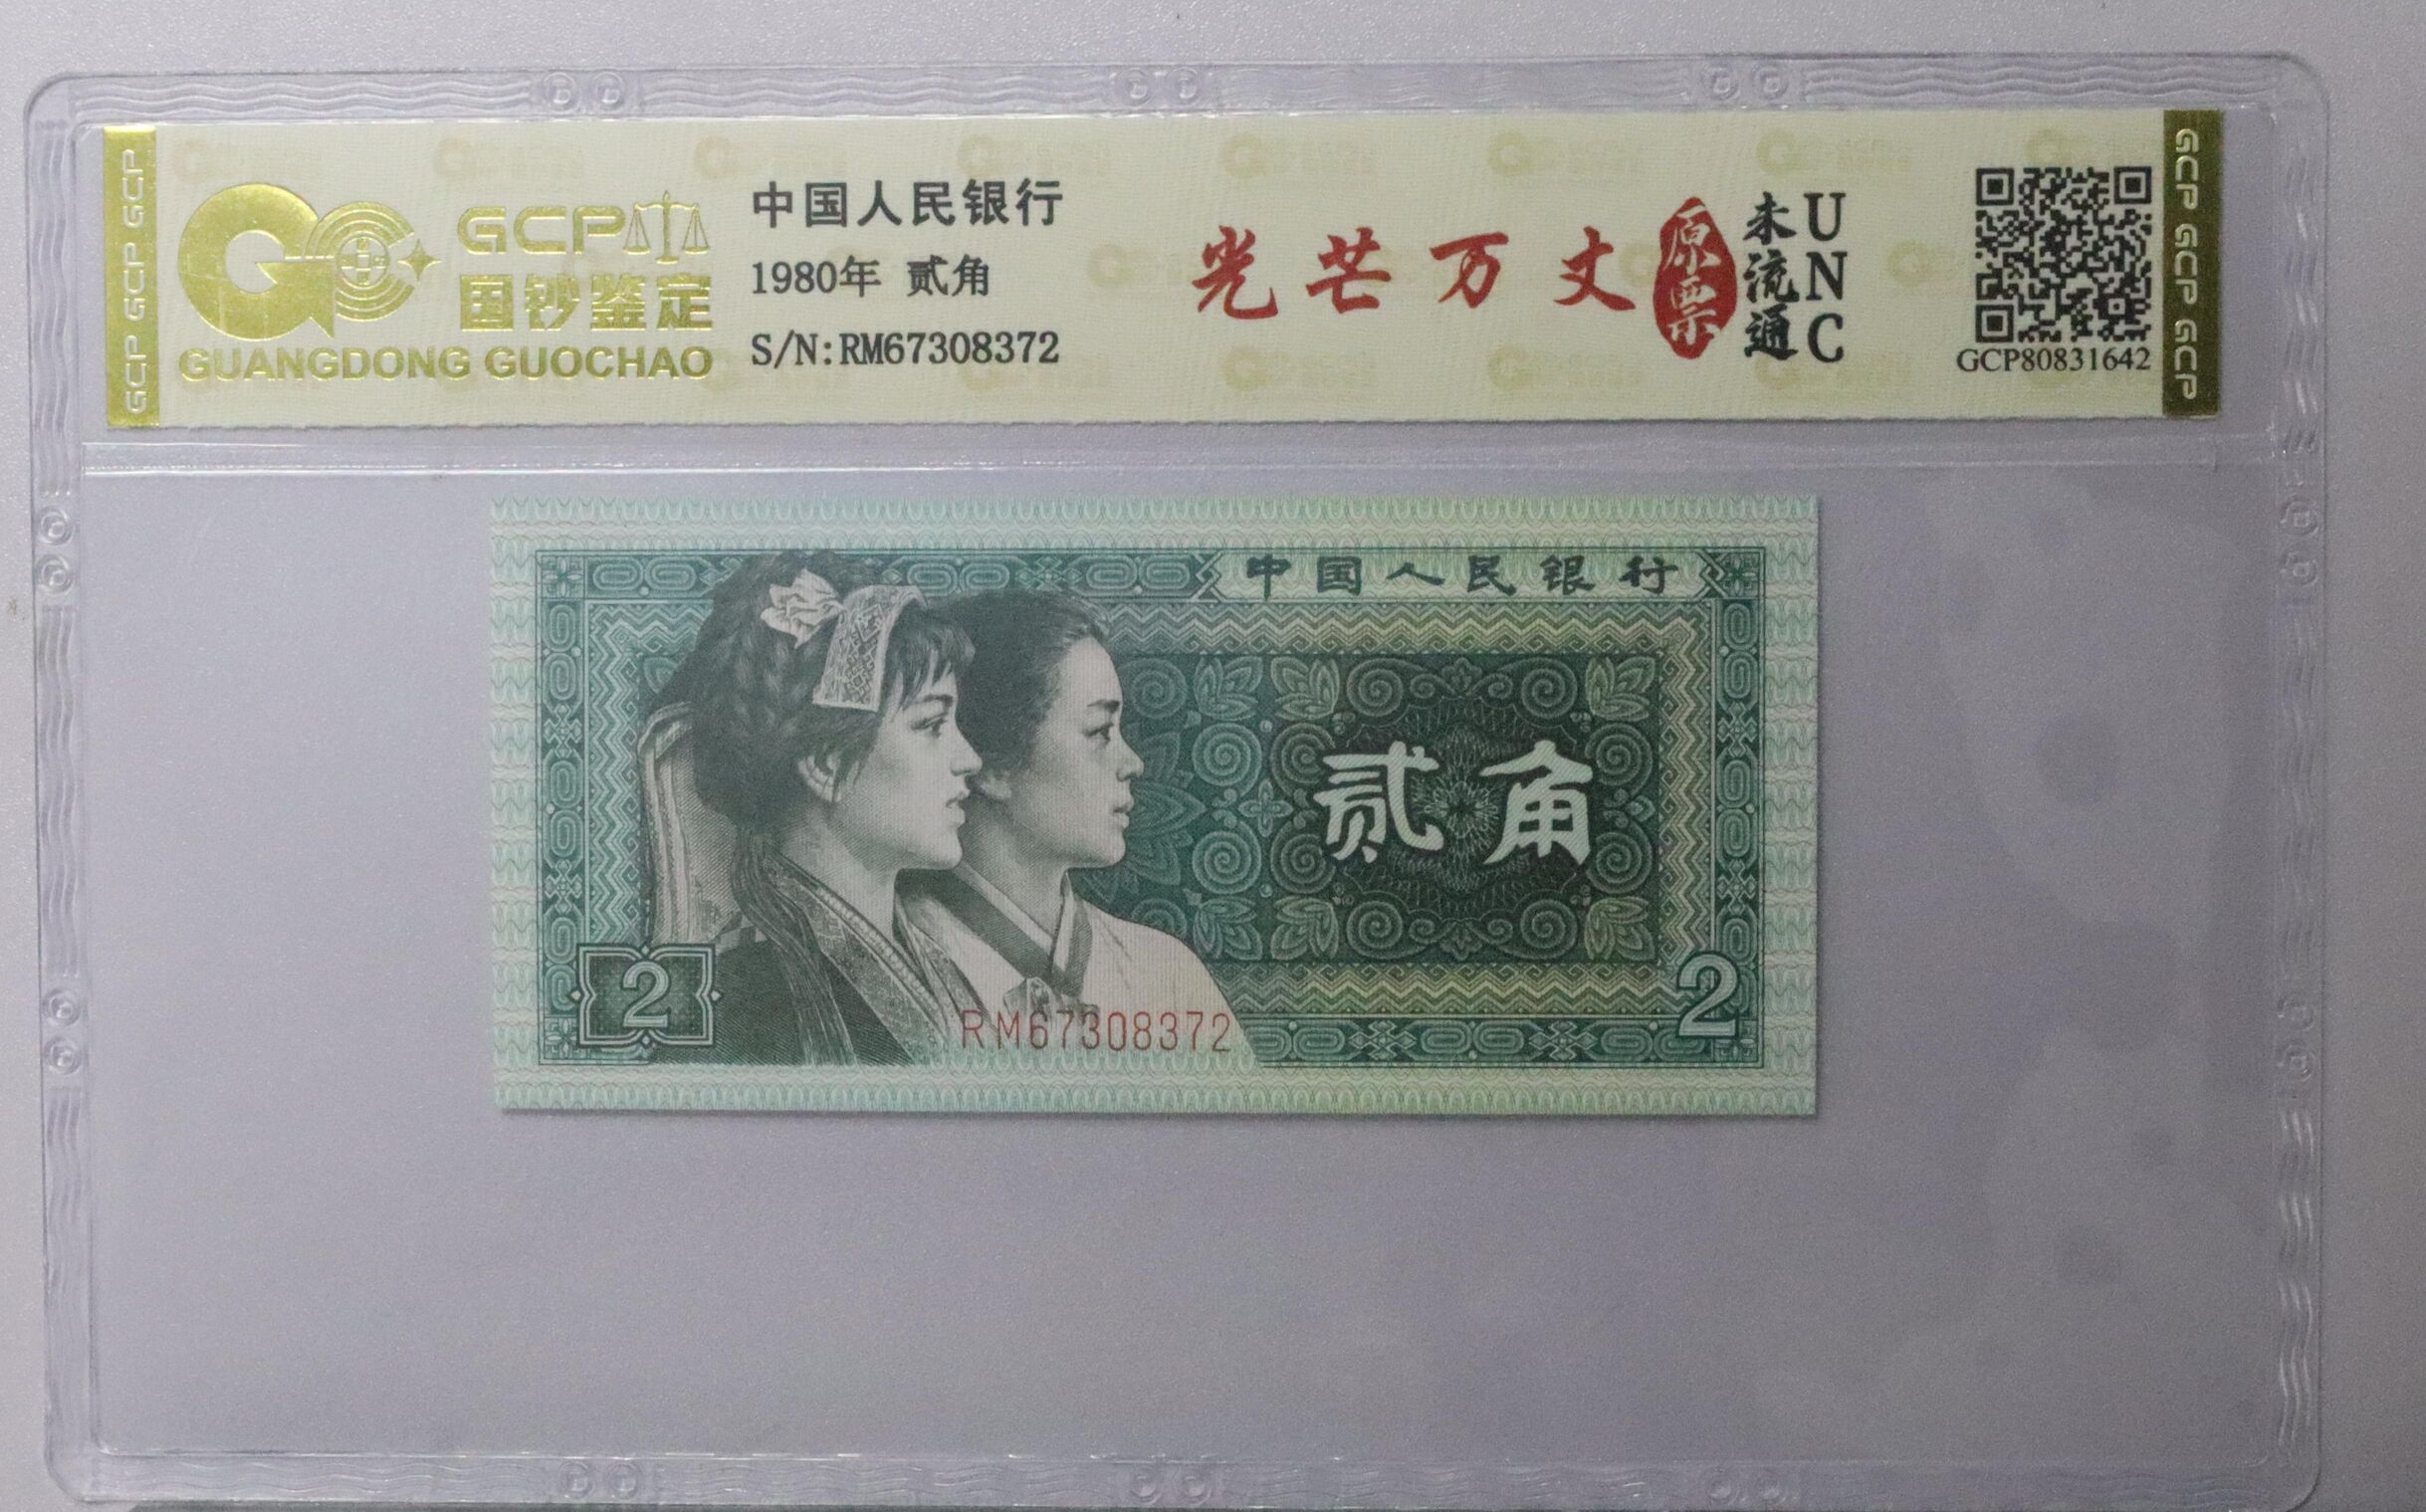 GCP GCP GCP
GCP
国钞鉴定
GUANGDONG GUOCHAO
中国人民银行
1980年 贰角
S/N:RM67308372
光芒万丈
原票
未流通
UNC
GCP80831642
GCP GCP GCP
中国人民银行
贰角
2
RM67308372
2